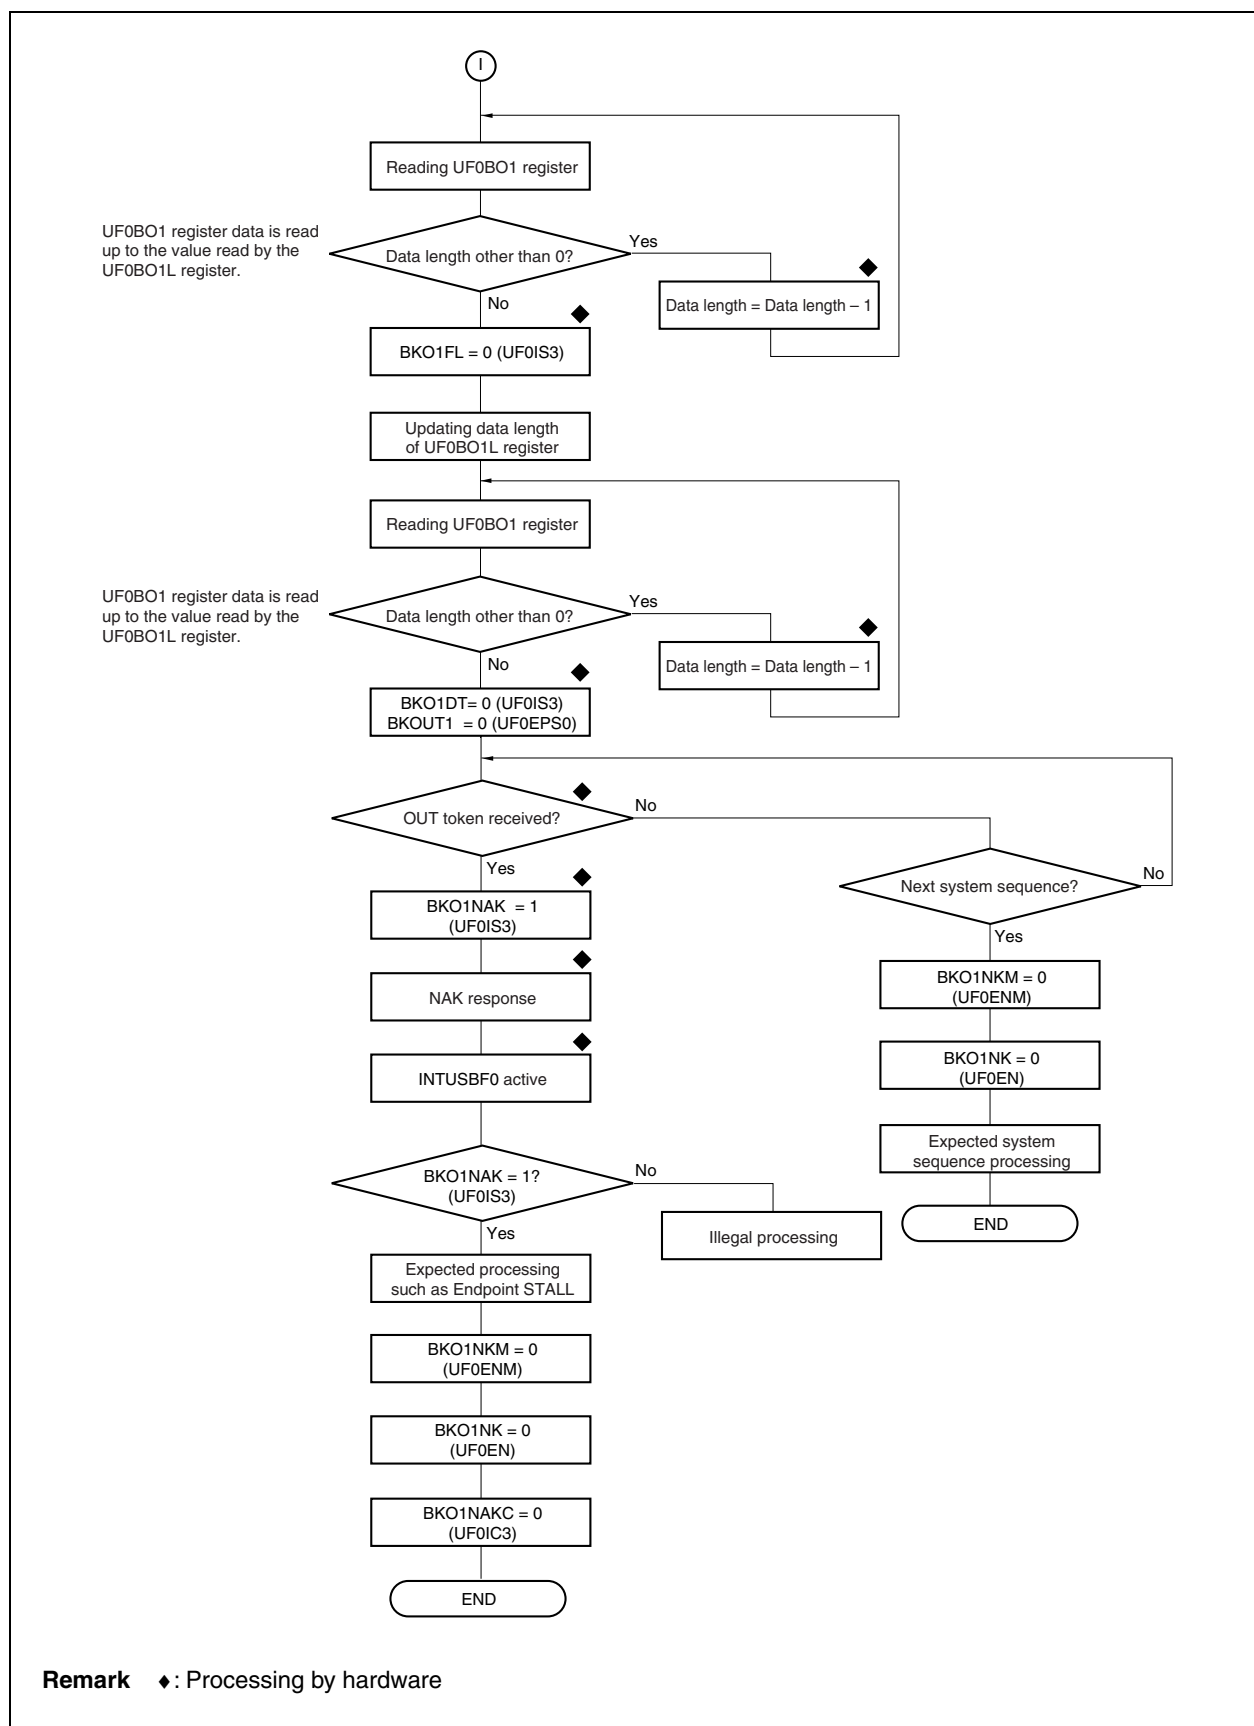 I
Reading UF0BO1 register
UF0BO1 register data is read
up to the value read by the
UF0BO1L register.
Data length other than 0?
Yes
Data length = Data length – 1
No
BKO1FL = 0 (UF0IS3)
Updating data length
of UF0BO1L register
Reading UF0BO1 register
UF0BO1 register data is read
up to the value read by the
UF0BO1L register.
Data length other than 0?
Yes
Data length = Data length – 1
No
BKO1DT= 0 (UF0IS3)
BKOUT1 = 0 (UF0EPS0)
OUT token received?
No
Yes
Next system sequence?
No
Yes
BKO1NAK = 1
(UF0IS3)
NAK response
INTUSBF0 active
BKO1NKM = 0
(UF0ENM)
BKO1NK = 0
(UF0EN)
Expected system
sequence processing
END
BKO1NAK = 1?
(UF0IS3)
No
Illegal processing
Yes
Expected processing
such as Endpoint STALL
BKO1NKM = 0
(UF0ENM)
BKO1NK = 0
(UF0EN)
BKO1NAKC = 0
(UF0IC3)
END
Remark ♦: Processing by hardware